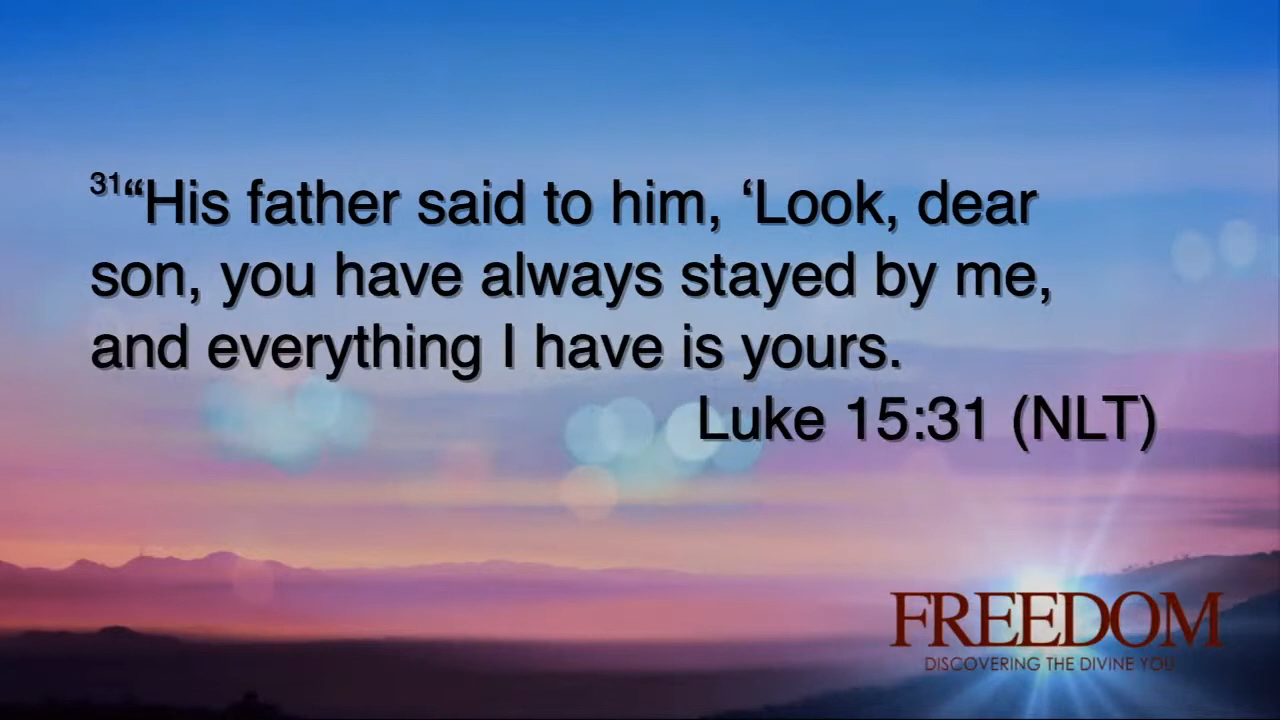 31“His father said to him, ‘Look, dear
son, you have always stayed by me,
and everything I have is yours.
Luke 15:31 (NLT)
FREEDOM
DISCOVERING THE DIVINE YOU